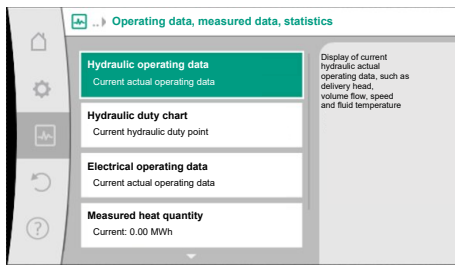 .. Operating data, measured data, statistics
Hydraulic operating data
Current actual operating data
Hydraulic duty chart
Current hydraulic duty point
Electrical operating data
Current actual operating data
Measured heat quantity
Current: 0.00 MWh
Display of current
hydraulic actual
operating data, such as
delivery head,
volume flow, speed
and fluid temperature
?